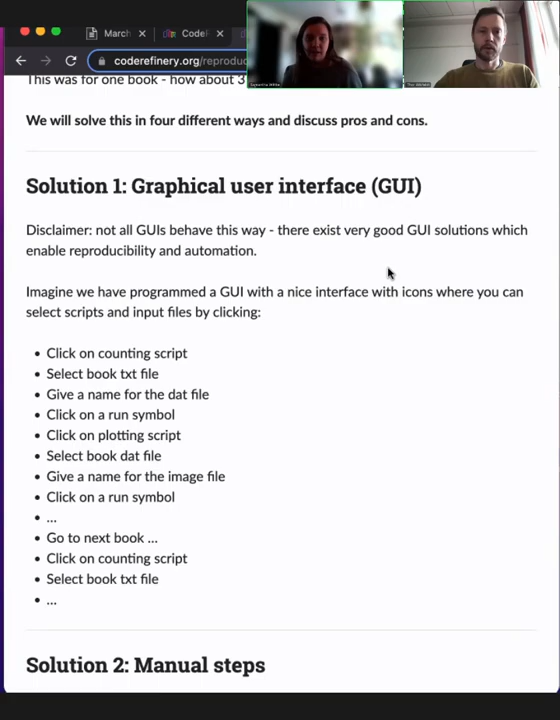 March
CodeR
coderefinery.org/reproduc
This was for one book - how about 3
We will solve this in four different ways and discuss pros and cons.
Solution 1: Graphical user interface (GUI)
Disclaimer: not all GUIs behave this way - there exist very good GUI solutions which
enable reproducibility and automation.
Imagine we have programmed a GUI with a nice interface with icons where you can
select scripts and input files by clicking:
• Click on counting script
• Select book txt file
• Give a name for the dat file
• Click on a run symbol
• Click on plotting script
• Select book dat file
• Give a name for the image file
• Click on a run symbol
• ...
• Go to next book ...
• Click on counting script
• Select book txt file
• ...
Solution 2: Manual steps